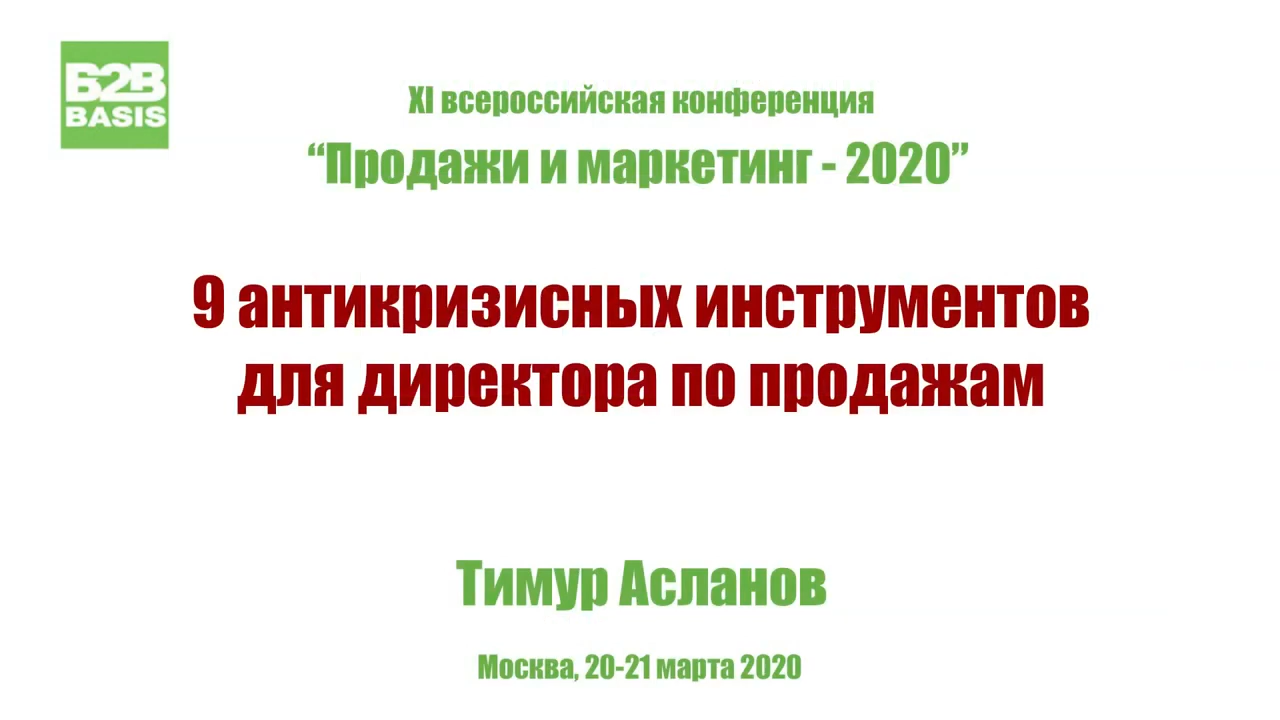 Б2В
BASIS
XI всероссийская конференция
“Продажи и маркетинг - 2020”
9 антикризисных инструментов
для директора по продажам
Тимур Асланов
Москва, 20-21 марта 2020